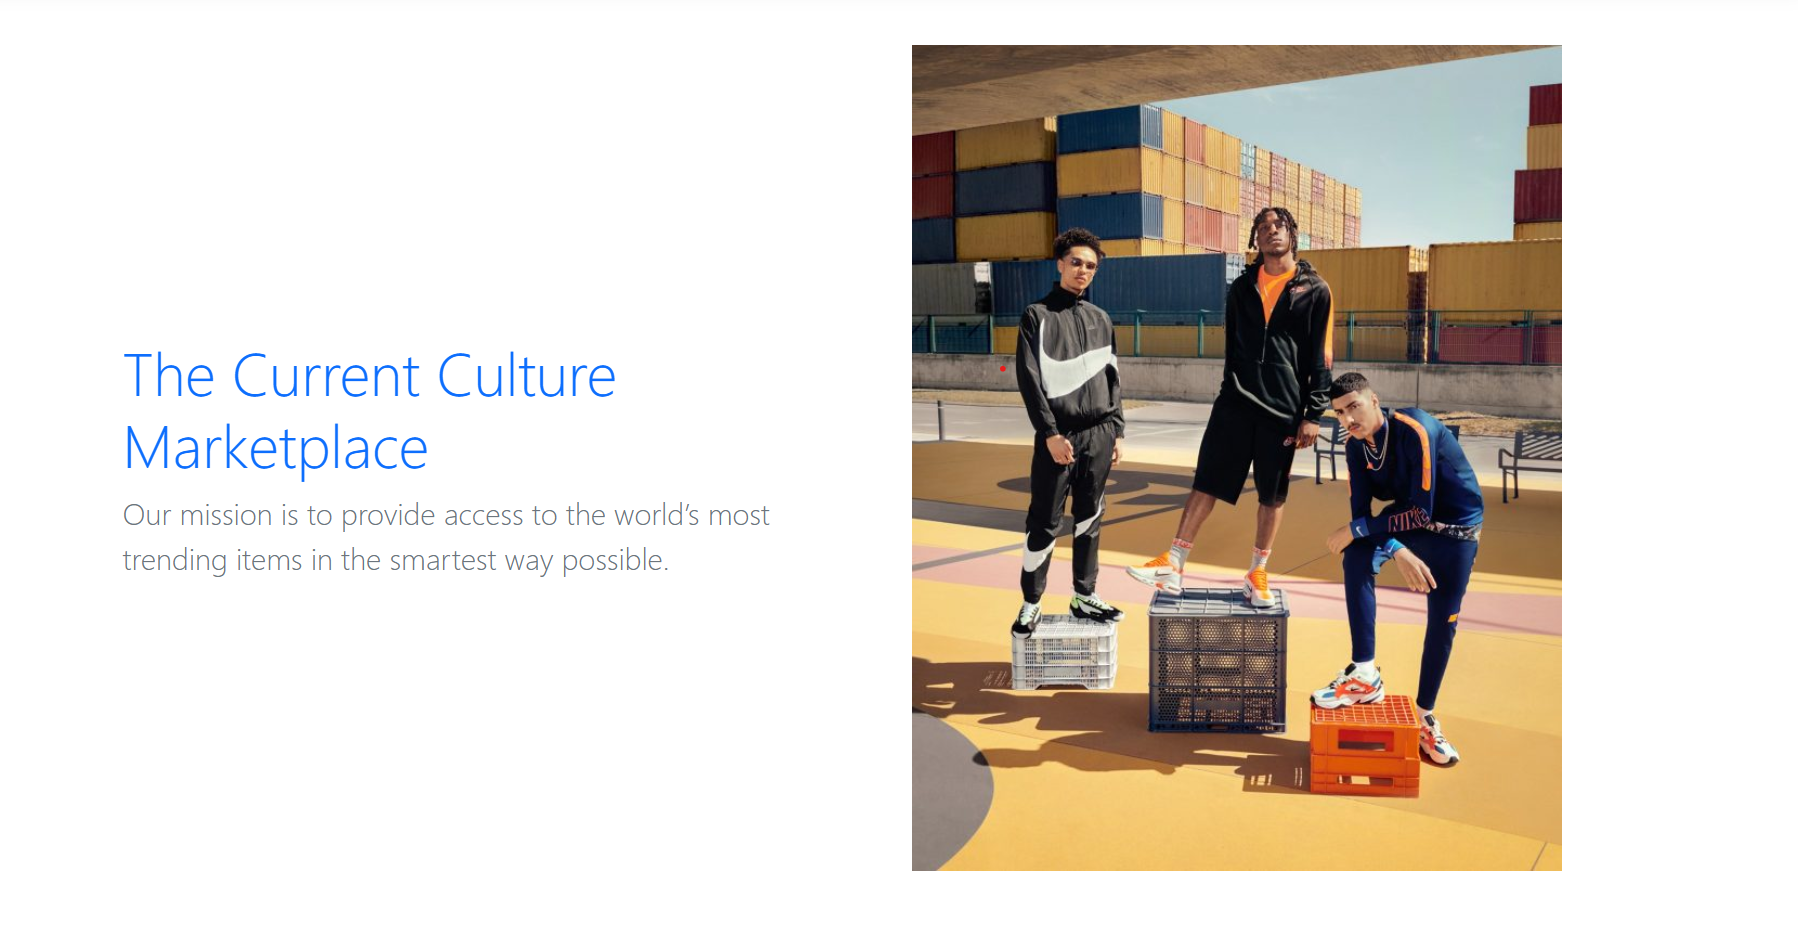 The Current Culture
Marketplace
Our mission is to provide access to the world’s most
trending items in the smartest way possible.
NIKE